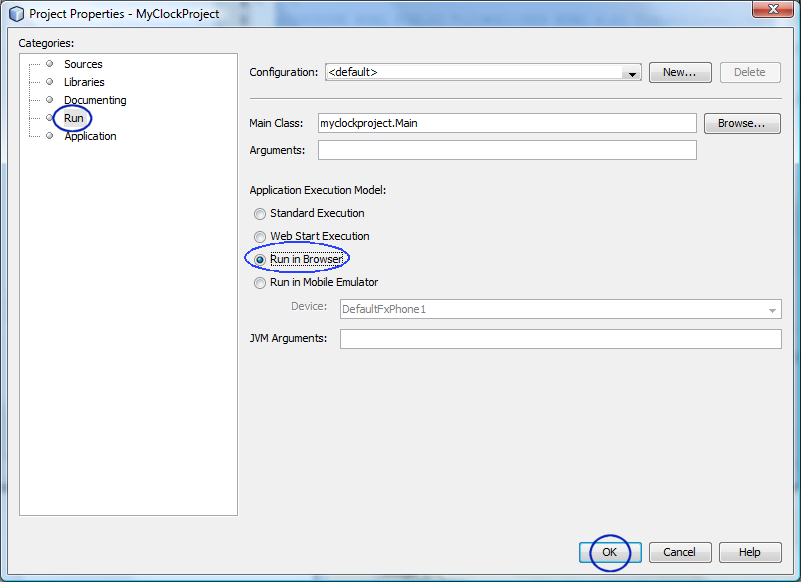 Project Properties - MyClockProject
Categories:
Sources
Libraries
Documenting
Run
Application
Configuration: <default> New... Delete
Main Class: myclockproject.Main Browse...
Arguments:
Application Execution Model:
Standard Execution
Web Start Execution
Run in Browser
Run in Mobile Emulator
Device: DefaultFxPhone1
JVM Arguments:
OK Cancel Help